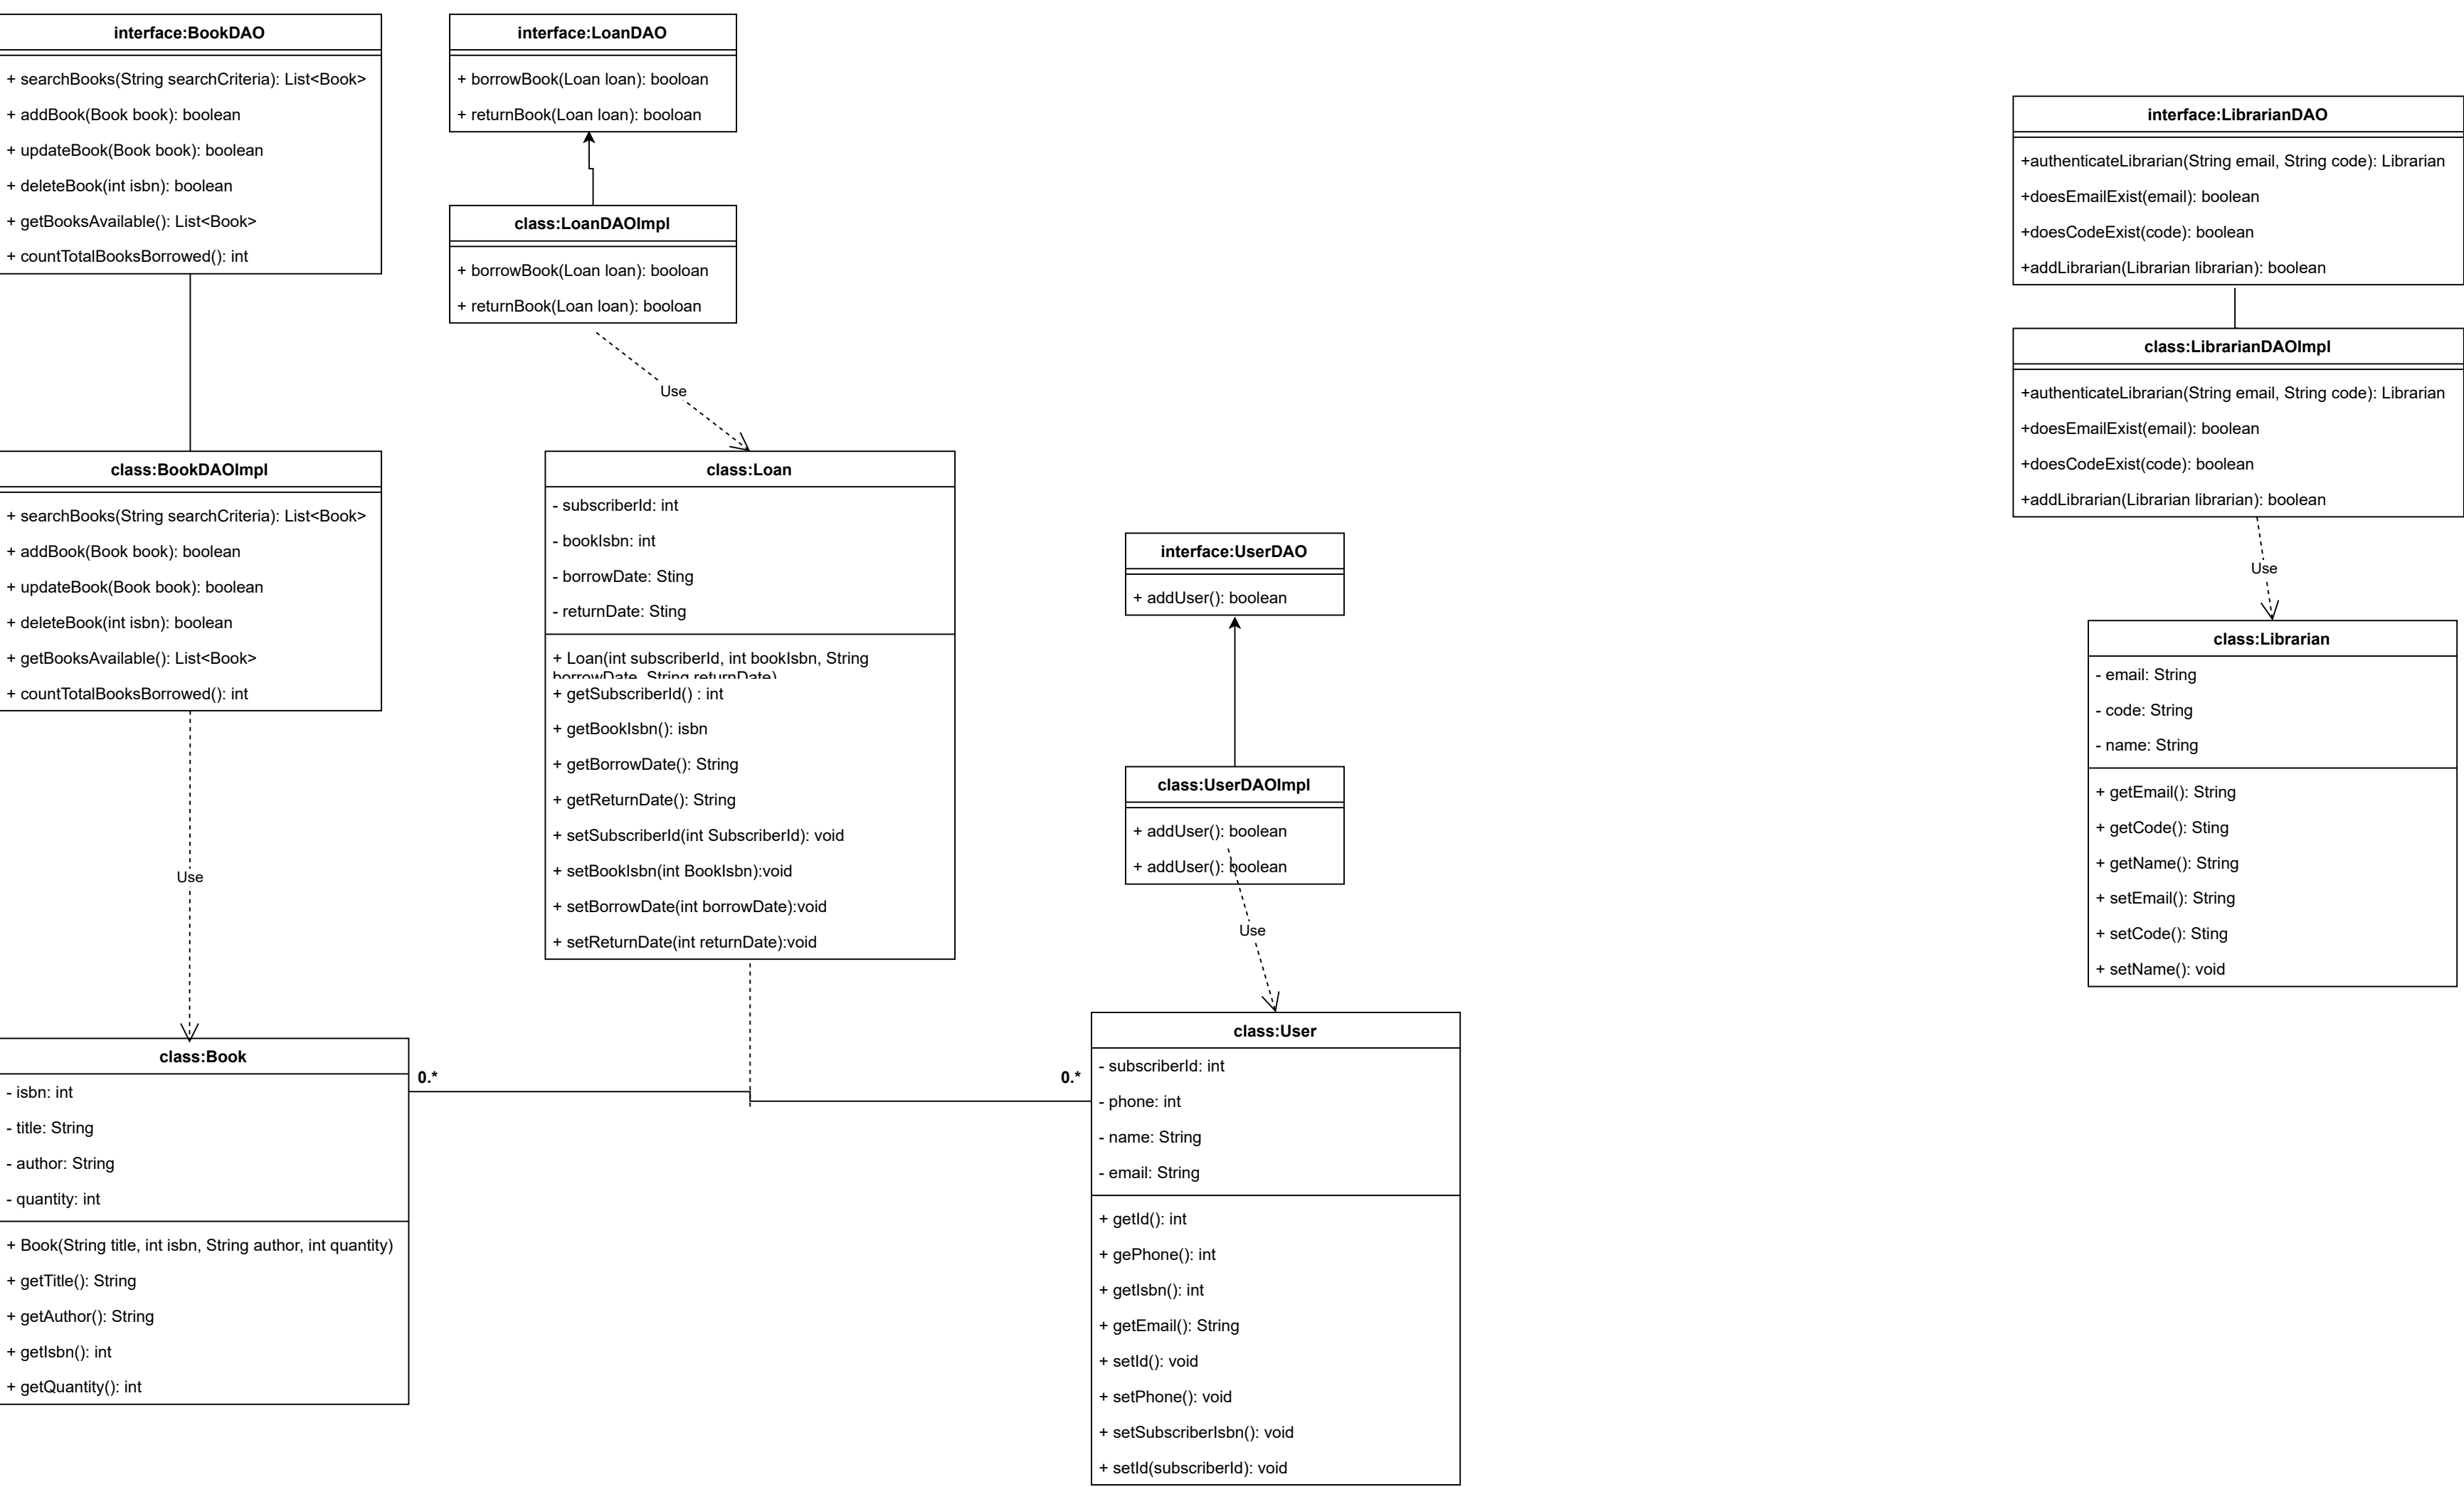 interface:BookDAO
+ searchBooks(String searchCriteria): List<Book>
+ addBook(Book book): boolean
+ updateBook(Book book): boolean
+ deleteBook(int isbn): boolean
+ getBooksAvailable(): List<Book>
+ countTotalBooksBorrowed(): int
interface:LoanDAO
+ borrowBook(Loan loan): booloan
+ returnBook(Loan loan): booloan
class:LoanDAOImpl
+ borrowBook(Loan loan): booloan
+ returnBook(Loan loan): booloan
Use
interface:LibrarianDAO
+authenticateLibrarian(String email, String code): Librarian
+doesEmailExist(email): boolean
+doesCodeExist(code): boolean
+addLibrarian(Librarian librarian): boolean
class:LibrarianDAOImpl
+authenticateLibrarian(String email, String code): Librarian
+doesEmailExist(email): boolean
+doesCodeExist(code): boolean
+addLibrarian(Librarian librarian): boolean
Use
class:BookDAOImpl
+ searchBooks(String searchCriteria): List<Book>
+ addBook(Book book): boolean
+ updateBook(Book book): boolean
+ deleteBook(int isbn): boolean
+ getBooksAvailable(): List<Book>
+ countTotalBooksBorrowed(): int
Use
class:Loan
- subscriberId: int
- bookIsbn: int
- borrowDate: Sting
- returnDate: Sting
+ Loan(int subscriberId, int bookIsbn, String
borrowDate, String returnDate)
+ getSubscriberId() : int
+ getBookIsbn(): isbn
+ getBorrowDate(): String
+ getReturnDate(): String
+ setSubscriberId(int SubscriberId): void
+ setBookIsbn(int BookIsbn):void
+ setBorrowDate(int borrowDate):void
+ setReturnDate(int returnDate):void
interface:UserDAO
+ addUser(): boolean
class:UserDAOImpl
+ addUser(): boolean
+ addUser(): boolean
Use
class:Librarian
- email: String
- code: String
- name: String
+ getEmail(): String
+ getCode(): Sting
+ getName(): String
+ setEmail(): String
+ setCode(): Sting
+ setName(): void
class:Book
- isbn: int
- title: String
- author: String
- quantity: int
+ Book(String title, int isbn, String author, int quantity)
+ getTitle(): String
+ getAuthor(): String
+ getIsbn(): int
+ getQuantity(): int
0.*
0.*
class:User
- subscriberId: int
- phone: int
- name: String
- email: String
+ getId(): int
+ gePhone(): int
+ getIsbn(): int
+ getEmail(): String
+ setId(): void
+ setPhone(): void
+ setSubscriberIsbn(): void
+ setId(subscriberId): void